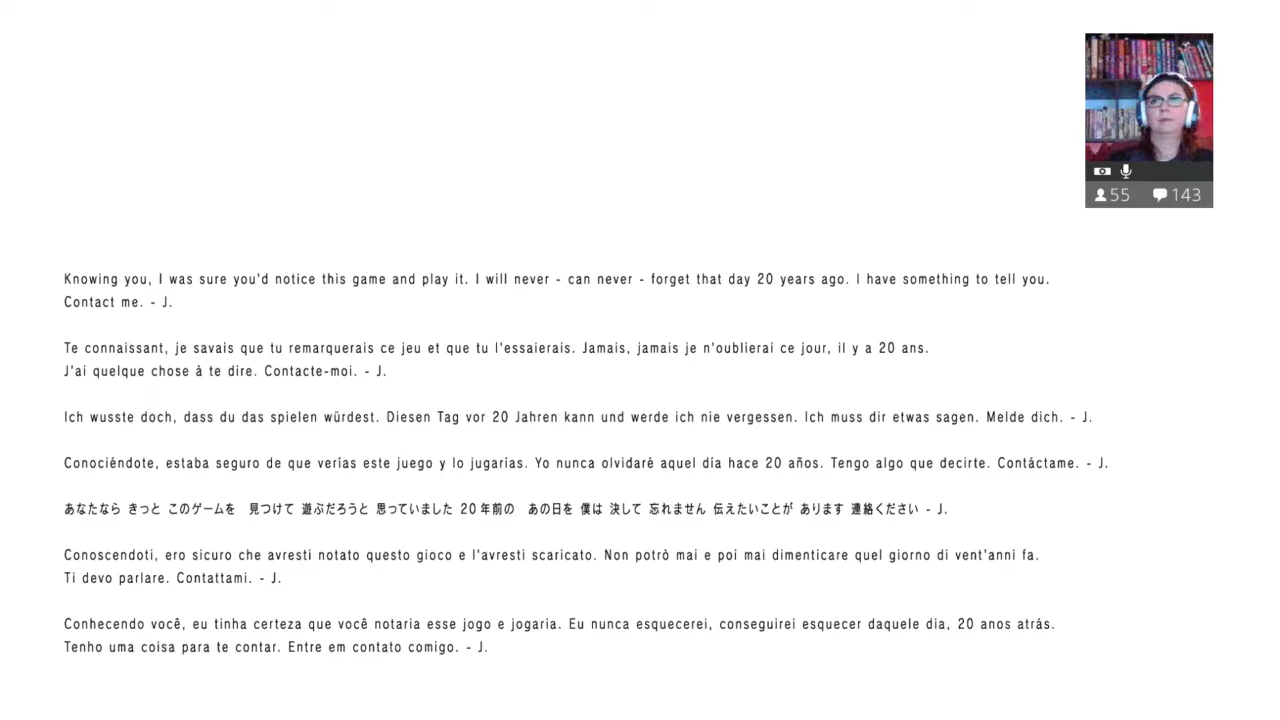 55 143
Knowing you, I was sure you'd notice this game and play it. I will never - can never - forget that day 20 years ago. I have something to tell you.
Contact me. - J.
Te connaissant, je savais que tu remarquerais ce jeu et que tu l'essaierais. Jamais, jamais je n'oublierai ce jour, il y a 20 ans.
J'ai quelque chose à te dire. Contacte-moi. - J.
Ich wusste doch, dass du das spielen würdest. Diesen Tag vor 20 Jahren kann und werde ich nie vergessen. Ich muss dir etwas sagen. Melde dich. - J.
Conociéndote, estaba seguro de que verías este juego y lo jugarías. Yo nunca olvidaré aquel día hace 20 años. Tengo algo que decirte. Contáctame. - J.
あなたなら きっと このゲームを　見つけて 遊ぶだろうと 思っていました 20年前の　あの日を 僕は 決して 忘れません 伝えたいことが あります 連絡ください - J.
Conoscendoti, ero sicuro che avresti notato questo gioco e l'avresti scaricato. Non potrò mai e poi mai dimenticare quel giorno di vent'anni fa.
Ti devo parlare. Contattami. - J.
Conhecendo você, eu tinha certeza que você notaria esse jogo e jogaria. Eu nunca esquecerei, conseguirei esquecer daquele dia, 20 anos atrás.
Tenho uma coisa para te contar. Entre em contato comigo. - J.